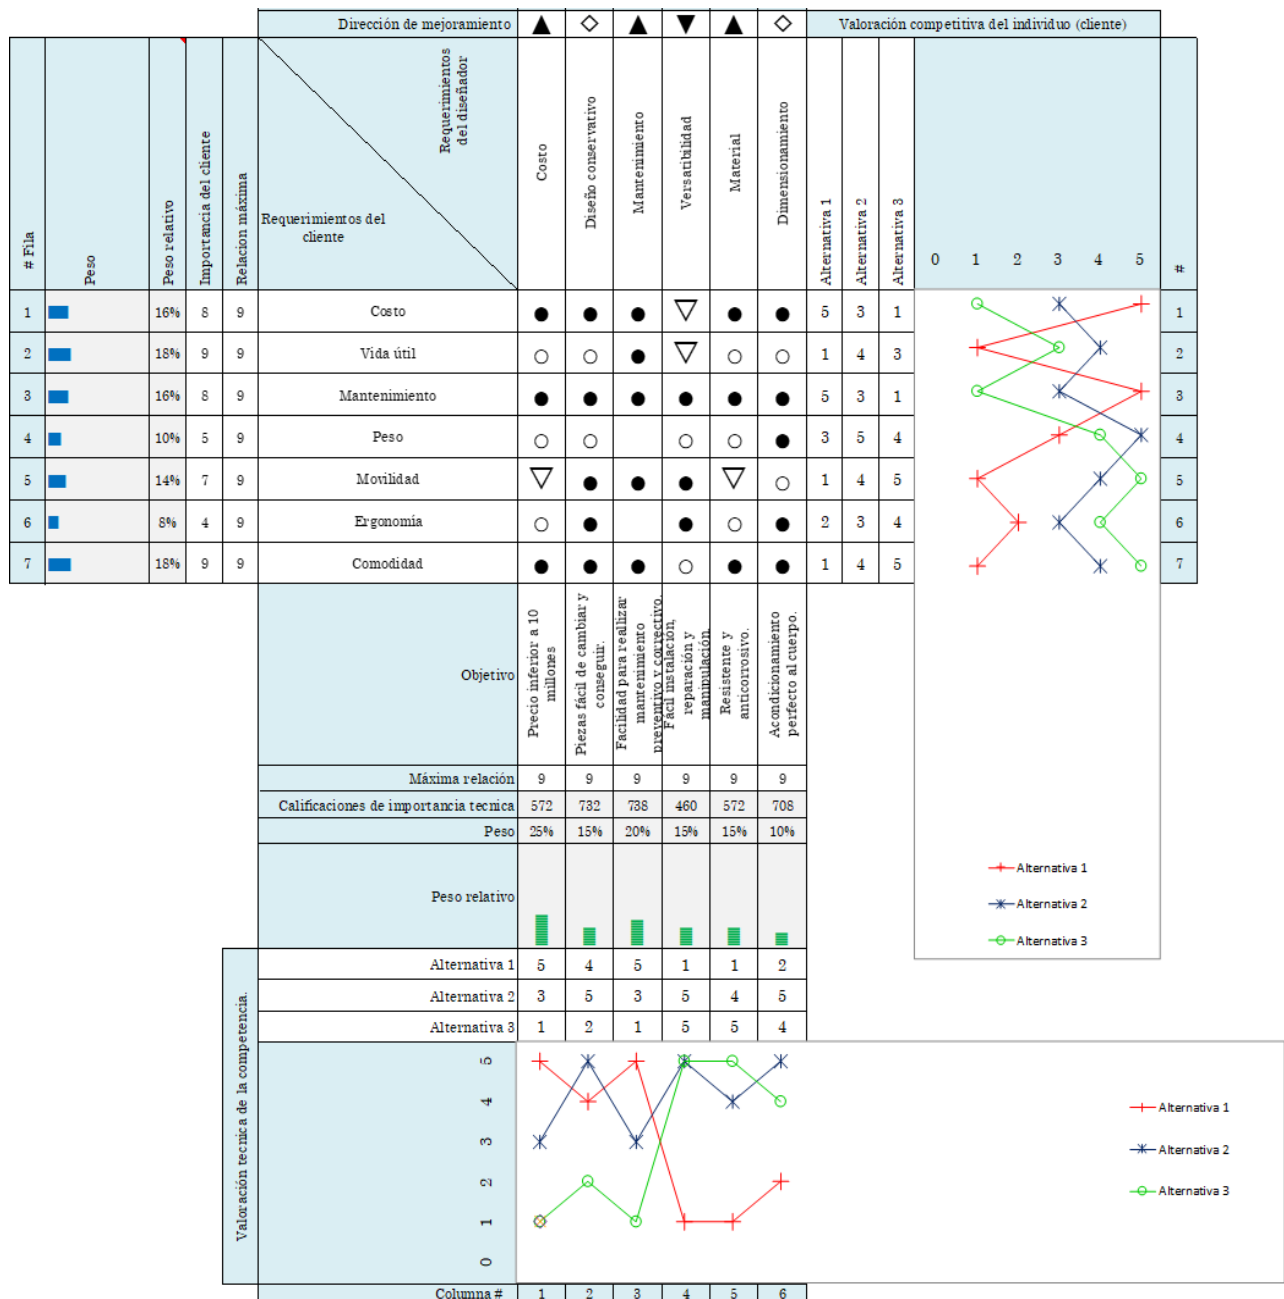 Dirección de mejoramiento ▲ ◇ ▲ ▼ ▲ ◇ Valoración competitiva del individuo (cliente)
# Fila
Peso
Peso relativo
Importancia del cliente
Relacion máxima
Requerimientos del diseñador
Requerimientos del
cliente
Costo
Diseño conservativo
Mantenimiento
Versatibilidad
Material
Dimensionamiento
Alternativa 1
Alternativa 2
Alternativa 3
0 1 2 3 4 5
#
1 16% 8 9 Costo ● ● ● ▽ ● ● 5 3 1 1
2 18% 9 9 Vida útil ○ ○ ● ▽ ○ ○ 1 4 3 2
3 16% 8 9 Mantenimiento ● ● ● ● ● ● 5 3 1 3
4 10% 5 9 Peso ○ ○ ○ ○ ● 3 5 4 4
5 14% 7 9 Movilidad ▽ ● ● ● ▽ ○ 1 4 5 5
6 8% 4 9 Ergonomía ○ ● ● ○ ● 2 3 4 6
7 18% 9 9 Comodidad ● ● ● ○ ● ● 1 4 5 7
Objetivo
Precio inferior a 10
millones
Piezas fácil de cambiar y
conseguir.
Facilidad para reallizar
mantenimiento
preventivo y correctivo.
Fácil instalación,
reparación y
manipulación.
Resistente y
anticorrosivo.
Acondicionamiento
perfecto al cuerpo.
Máxima relación 9 9 9 9 9 9
Calificaciones de importancia tecnica 572 732 738 460 572 708
Peso 25% 15% 20% 15% 15% 10%
Peso relativo
Alternativa 1
Alternativa 2
Alternativa 3
Valoración tecnica de la competencia.
Alternativa 1 5 4 5 1 1 2
Alternativa 2 3 5 3 5 4 5
Alternativa 3 1 2 1 5 5 4
5
4
3
2
1
0
Alternativa 1
Alternativa 2
Alternativa 3
Columna # 1 2 3 4 5 6